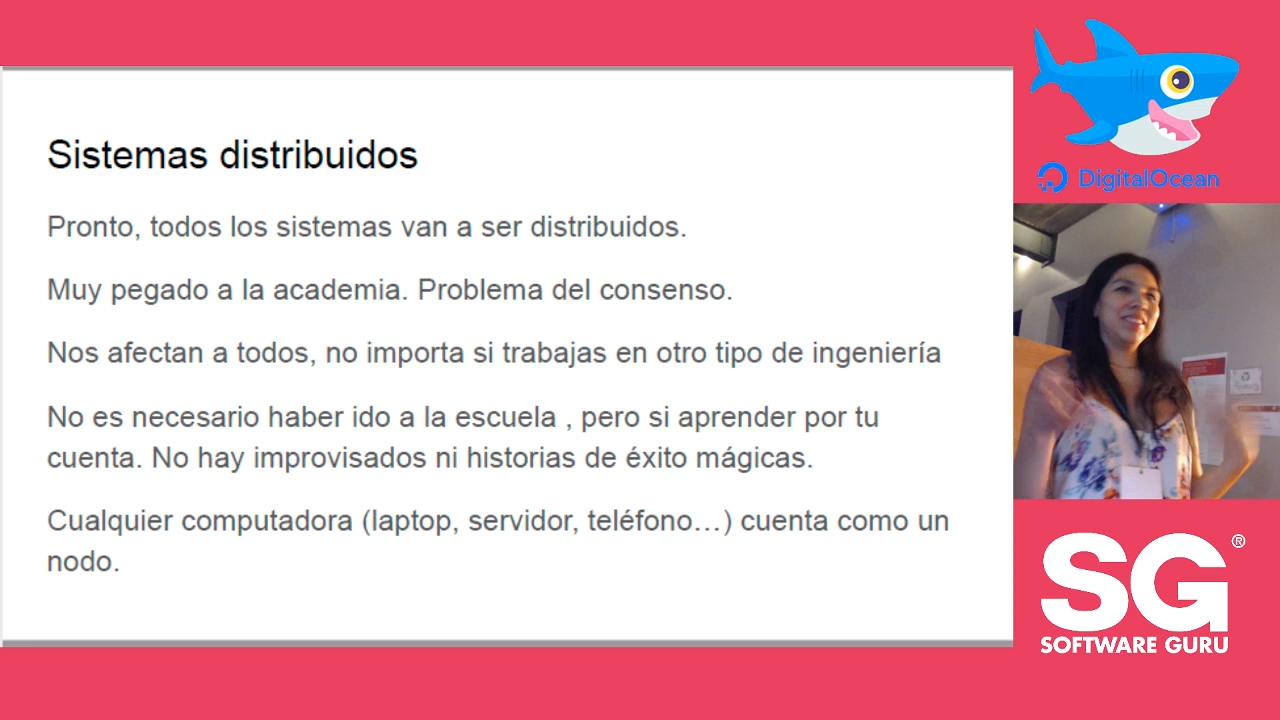 Sistemas distribuidos
Pronto, todos los sistemas van a ser distribuidos.
Muy pegado a la academia. Problema del consenso.
Nos afectan a todos, no importa si trabajas en otro tipo de ingeniería
No es necesario haber ido a la escuela , pero si aprender por tu
cuenta. No hay improvisados ni historias de éxito mágicas.
Cualquier computadora (laptop, servidor, teléfono…) cuenta como un
nodo.
DigitalOcean
SG®
SOFTWARE GURU